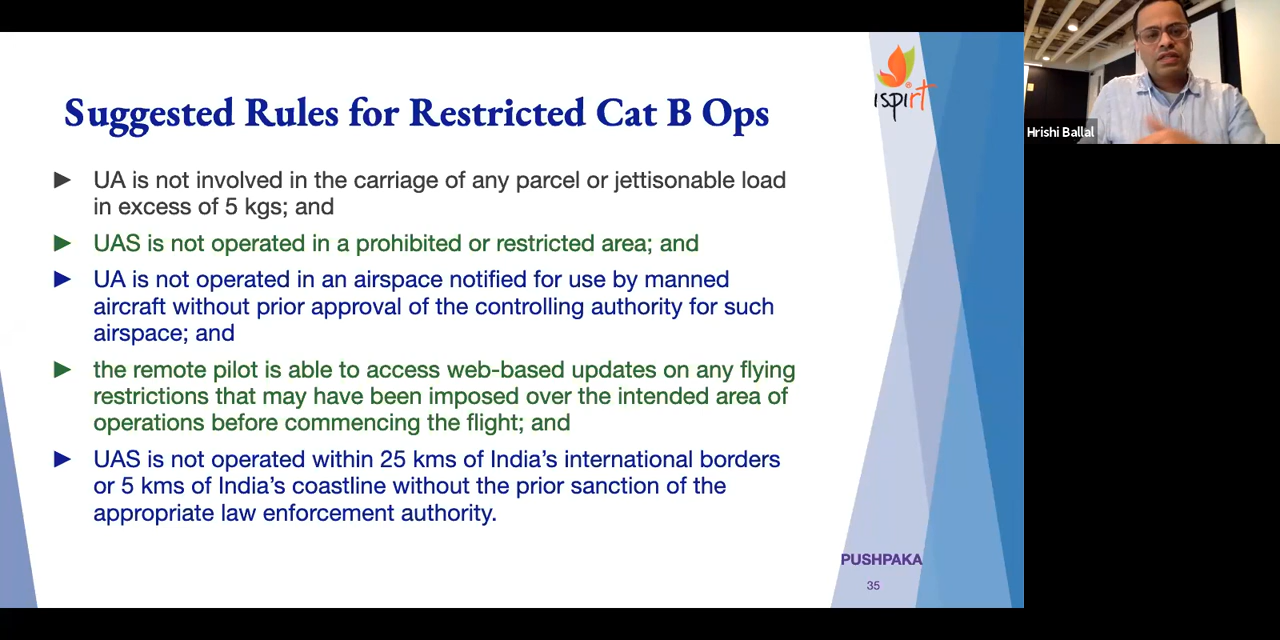 Suggested Rules for Restricted Cat B Ops
UA is not involved in the carriage of any parcel or jettisonable load
in excess of 5 kgs; and
UAS is not operated in a prohibited or restricted area; and
UA is not operated in an airspace notified for use by manned
aircraft without prior approval of the controlling authority for such
airspace; and
the remote pilot is able to access web-based updates on any flying
restrictions that may have been imposed over the intended area of
operations before commencing the flight; and
UAS is not operated within 25 kms of India's international borders
or 5 kms of India's coastline without the prior sanction of the
appropriate law enforcement authority.
ispirt
®
PUSHPAKA
35
Hrishi Ballal